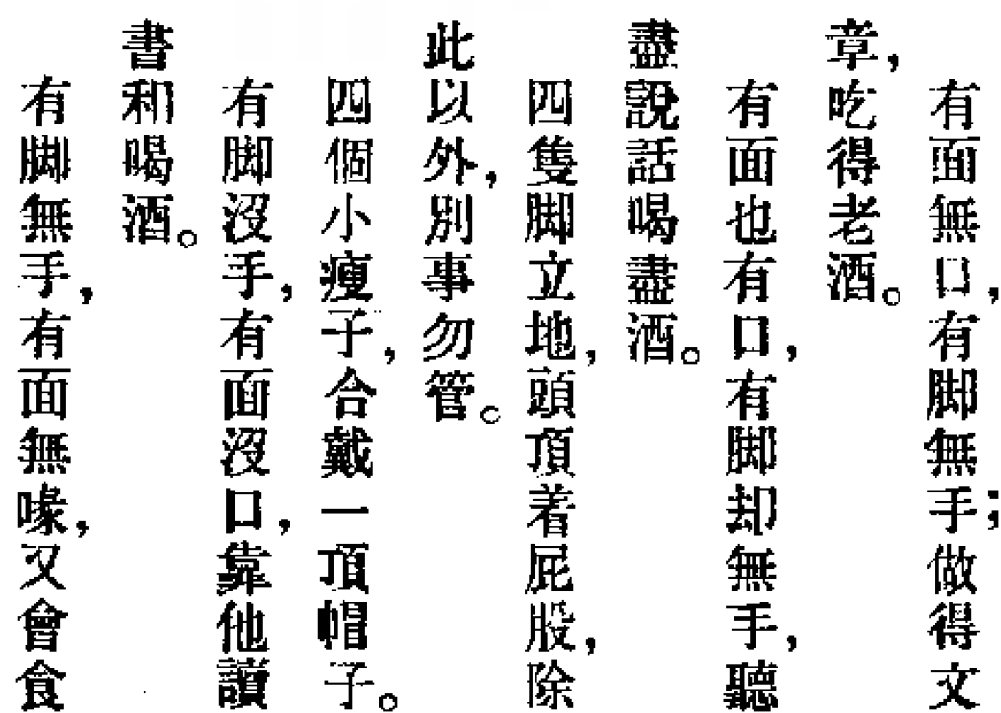 有面無口，有脚無手；做得文
章，吃得老酒。
有面也有口，有脚却無手，聽
盡說話喝盡酒。
四隻脚立地，頭頂着屁股，除
此以外，別事勿管。
四個小瘦子，合戴一頂帽子。
有脚沒手，有面沒口，靠他讀
書和喝酒。
有脚無手，有面無喙，又會食